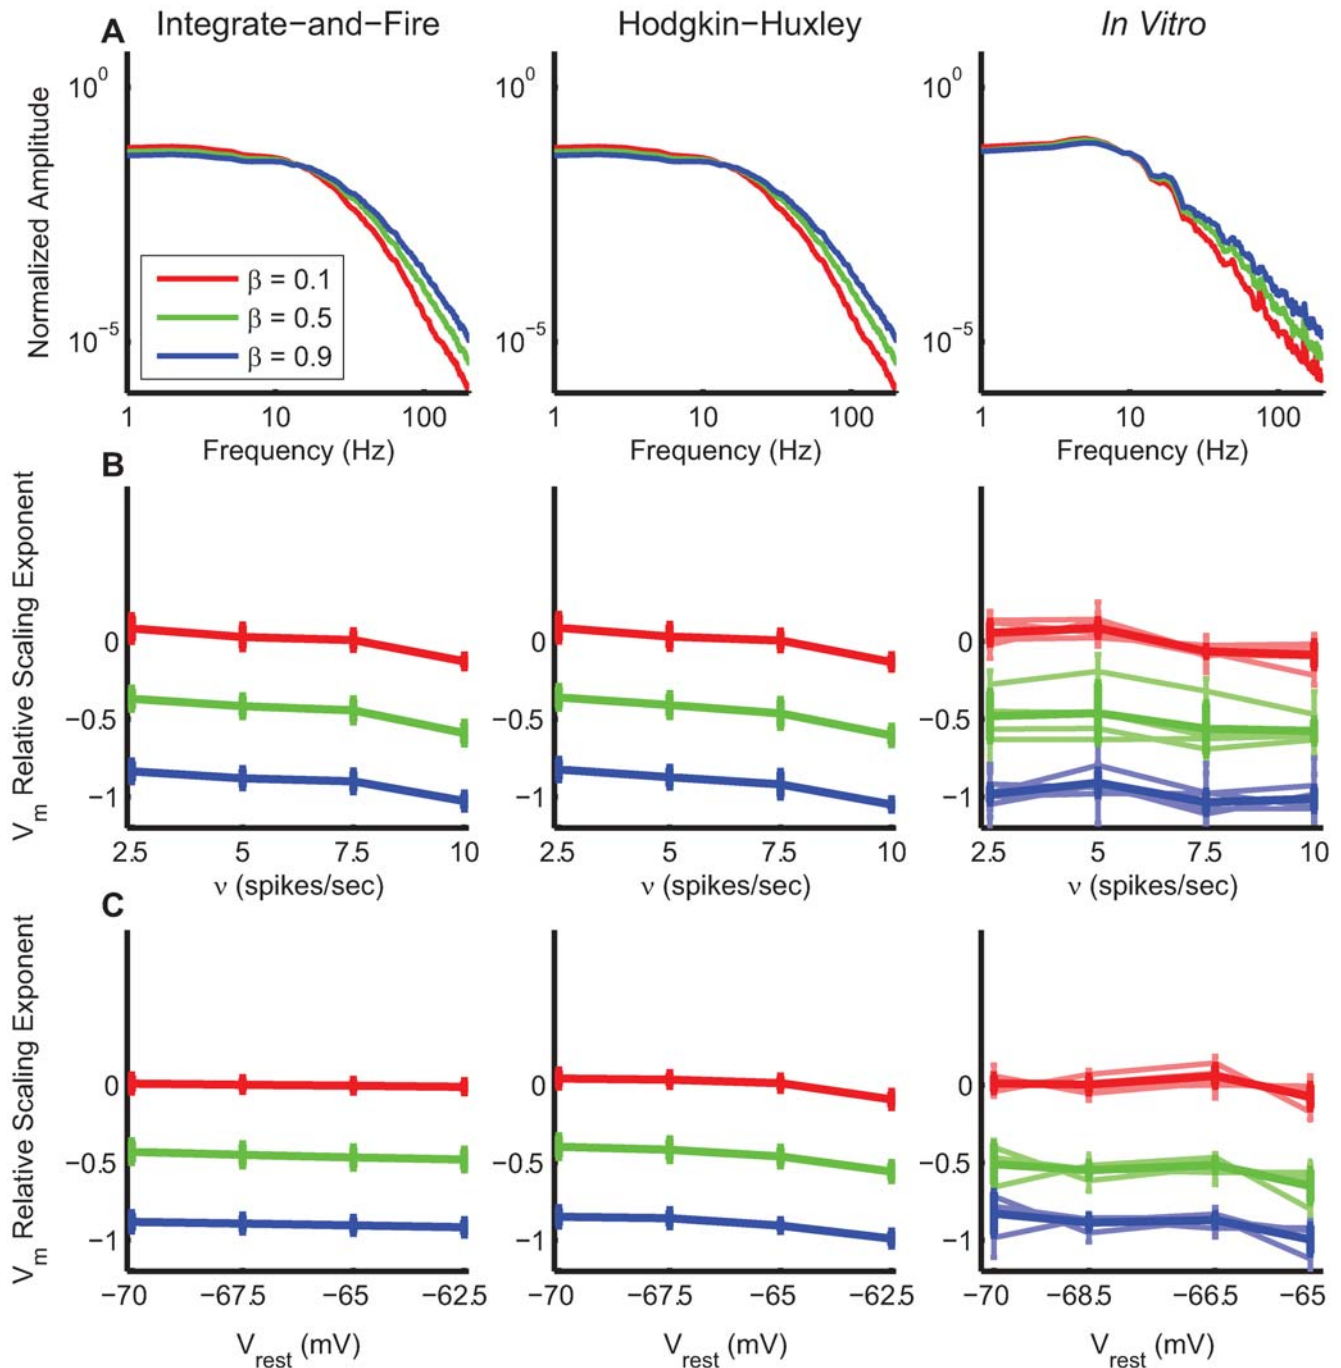 A
Integrate−and−Fire
Hodgkin−Huxley
In Vitro
Normalized Amplitude
10^0
10^−5
10^0
10^−5
10^0
10^−5
β = 0.1
β = 0.5
β = 0.9
1 10 100
1 10 100
1 10 100
Frequency (Hz)
Frequency (Hz)
Frequency (Hz)
B
V_m Relative Scaling Exponent
0
−0.5
−1
0
−0.5
−1
0
−0.5
−1
2.5 5 7.5 10
2.5 5 7.5 10
2.5 5 7.5 10
ν (spikes/sec)
ν (spikes/sec)
ν (spikes/sec)
C
V_m Relative Scaling Exponent
0
−0.5
−1
0
−0.5
−1
0
−0.5
−1
−70 −67.5 −65 −62.5
−70 −67.5 −65 −62.5
−70 −68.5 −66.5 −65
V_rest (mV)
V_rest (mV)
V_rest (mV)